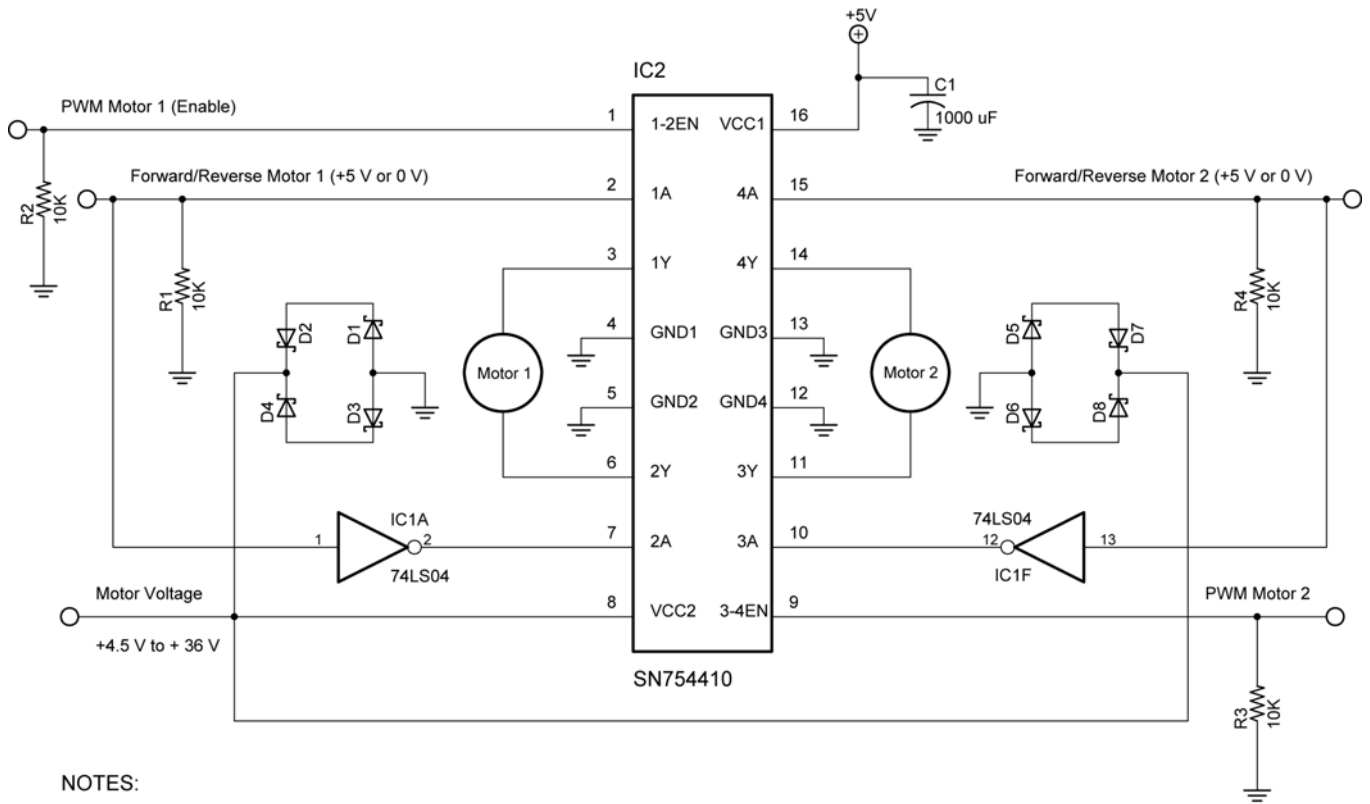 +5V
IC2
C1
1000 uF
PWM Motor 1 (Enable)
1
1-2EN
VCC1
16
R2
10K
Forward/Reverse Motor 1 (+5 V or 0 V)
2
1A
4A
15
Forward/Reverse Motor 2 (+5 V or 0 V)
R1
10K
3
1Y
4Y
14
R4
10K
D2
D1
4
GND1
GND3
13
D5
D7
Motor 1
Motor 2
D4
D3
5
GND2
GND4
12
D6
D8
6
2Y
3Y
11
IC1A
1
2
74LS04
7
2A
3A
10
74LS04
12
13
IC1F
Motor Voltage
+4.5 V to + 36 V
8
VCC2
3-4EN
9
PWM Motor 2
SN754410
R3
10K
NOTES: